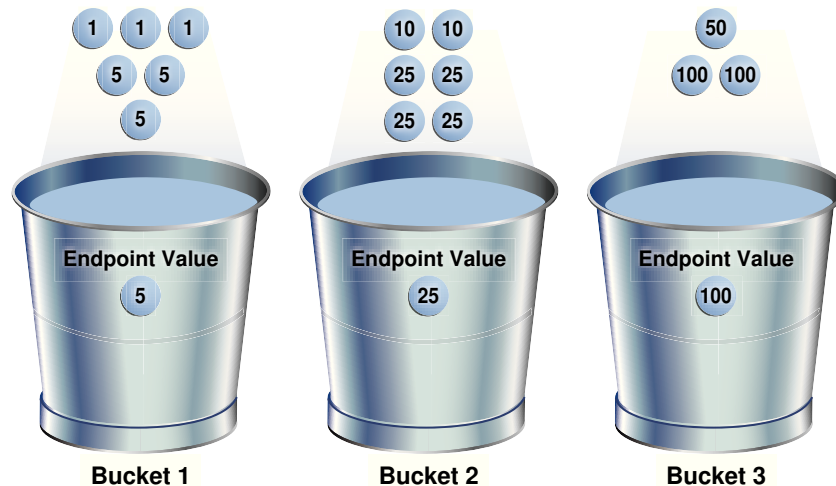 1 1 1
5 5
5
Endpoint Value
5
Bucket 1
10 10
25 25
25 25
Endpoint Value
25
Bucket 2
50
100 100
Endpoint Value
100
Bucket 3